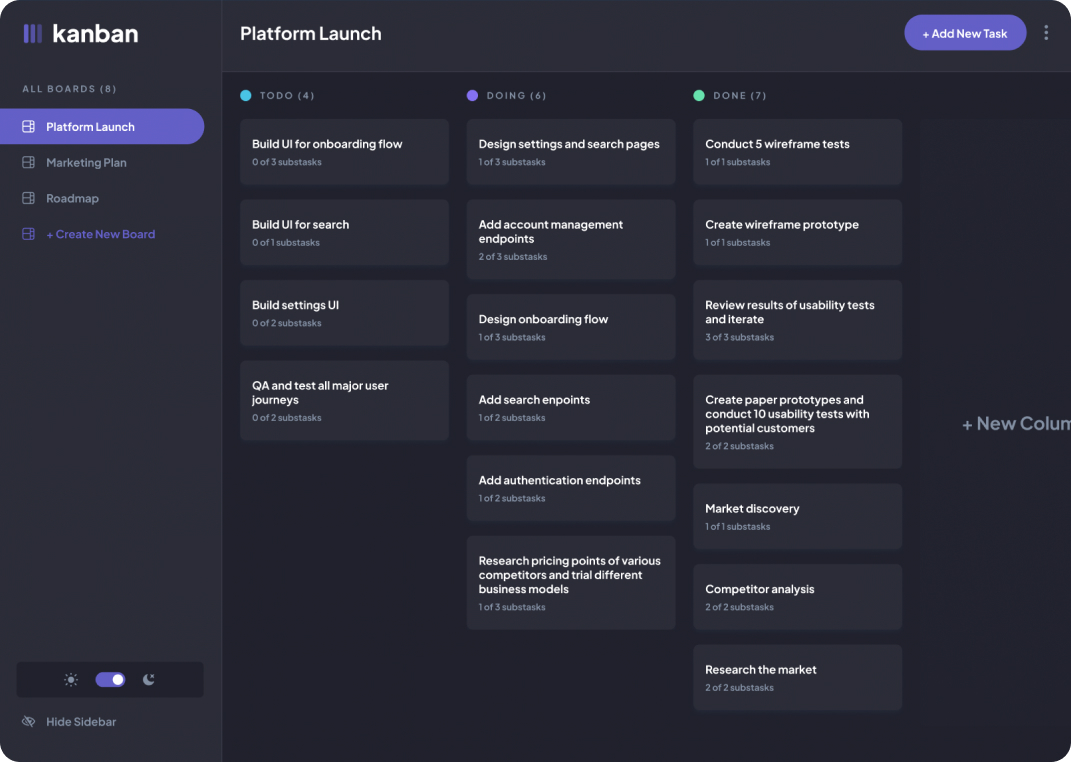 kanban
ALL BOARDS (8)
Platform Launch
Marketing Plan
Roadmap
+ Create New Board
Hide Sidebar
Platform Launch
+ Add New Task
TODO (4)
Build UI for onboarding flow
0 of 3 substasks
Build UI for search
0 of 1 substasks
Build settings UI
0 of 2 substasks
QA and test all major user
journeys
0 of 2 substasks
DOING (6)
Design settings and search pages
1 of 3 substasks
Add account management
endpoints
2 of 3 substasks
Design onboarding flow
1 of 3 substasks
Add search enpoints
1 of 2 substasks
Add authentication endpoints
1 of 2 substasks
Research pricing points of various
competitors and trial different
business models
1 of 3 substasks
DONE (7)
Conduct 5 wireframe tests
1 of 1 substasks
Create wireframe prototype
1 of 1 substasks
Review results of usability tests
and iterate
3 of 3 substasks
Create paper prototypes and
conduct 10 usability tests with
potential customers
2 of 2 substasks
Market discovery
1 of 1 substasks
Competitor analysis
2 of 2 substasks
Research the market
2 of 2 substasks
+ New Colum